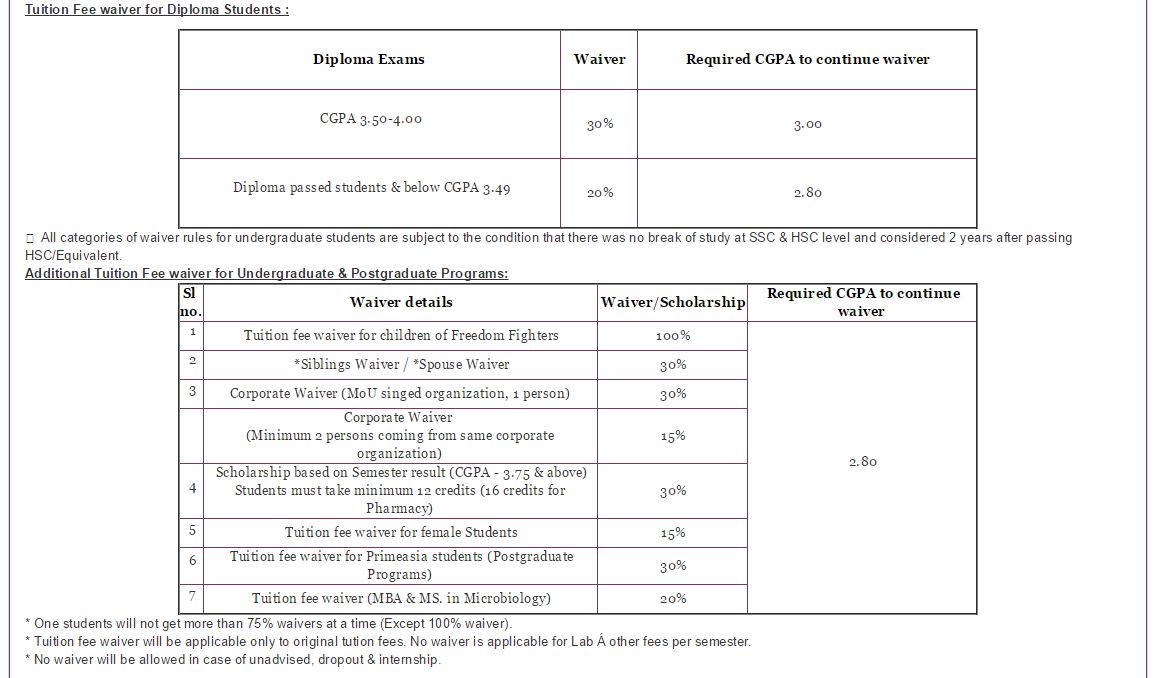 Tuition Fee waiver for Diploma Students :
Diploma Exams Waiver Required CGPA to continue waiver
CGPA 3.50-4.00 30% 3.00
Diploma passed students & below CGPA 3.49 20% 2.80
All categories of waiver rules for undergraduate students are subject to the condition that there was no break of study at SSC & HSC level and considered 2 years after passing
HSC/Equivalent.
Additional Tuition Fee waiver for Undergraduate & Postgraduate Programs:
Sl no. Waiver details Waiver/Scholarship Required CGPA to continue waiver
1 Tuition fee waiver for children of Freedom Fighters 100%
2 *Siblings Waiver / *Spouse Waiver 30%
3 Corporate Waiver (MoU singed organization, 1 person) 30%
Corporate Waiver
(Minimum 2 persons coming from same corporate
organization) 15%
2.80
Scholarship based on Semester result (CGPA - 3.75 & above)
4 Students must take minimum 12 credits (16 credits for
Pharmacy) 30%
5 Tuition fee waiver for female Students 15%
6 Tuition fee waiver for Primeasia students (Postgraduate
Programs) 30%
7 Tuition fee waiver (MBA & MS. in Microbiology) 20%
* One students will not get more than 75% waivers at a time (Except 100% waiver).
* Tuition fee waiver will be applicable only to original tution fees. No waiver is applicable for Lab Á other fees per semester.
* No waiver will be allowed in case of unadvised, dropout & internship.